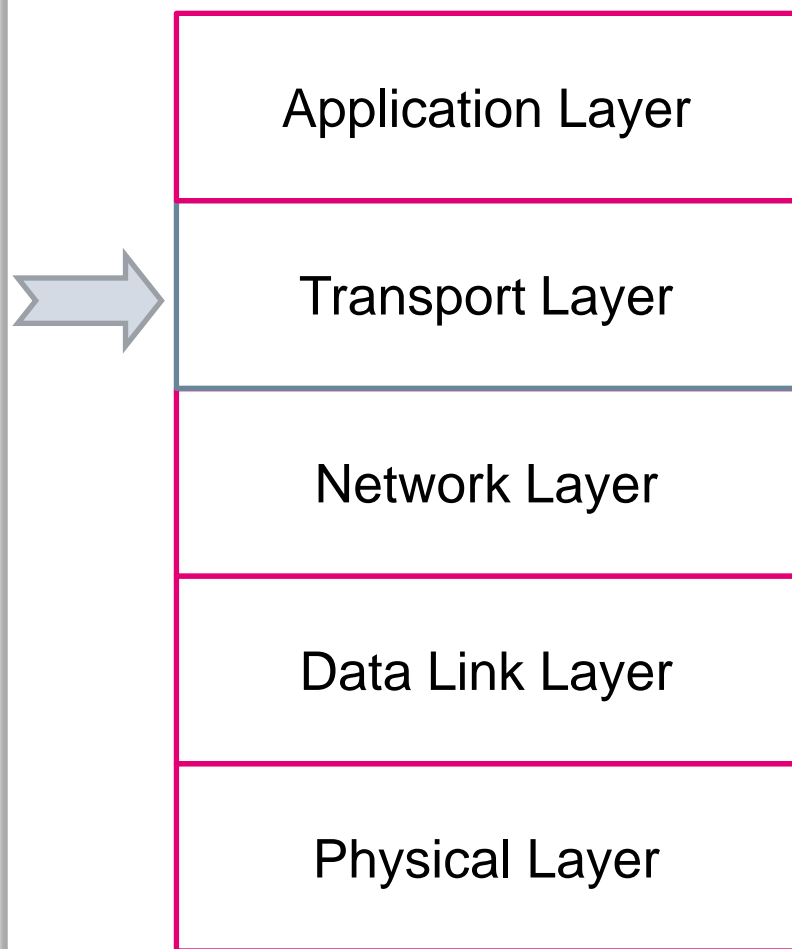 Application Layer
Transport Layer
Network Layer
Data Link Layer
Physical Layer